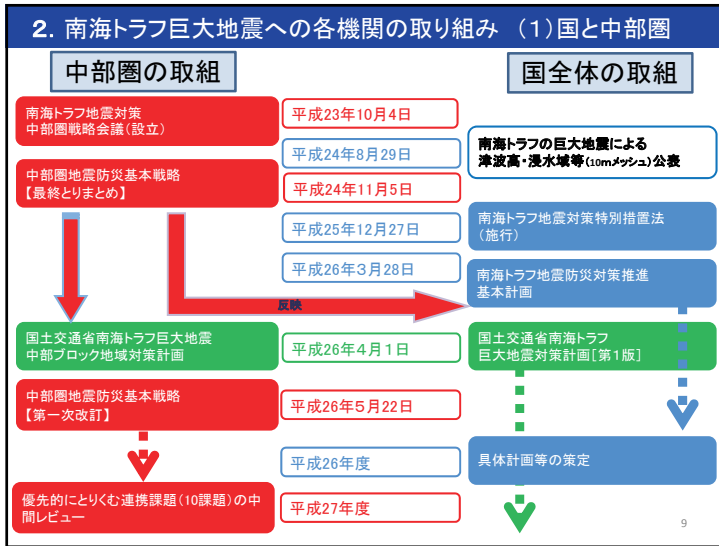 2. 南海トラフ巨大地震への各機関の取り組み (1)国と中部圏
中部圏の取組
国全体の取組
南海トラフ地震対策
中部圏戦略会議(設立)
平成23年10月4日
平成24年8月29日
南海トラフの巨大地震による
津波高・浸水域等(10mメッシュ)公表
中部圏地震防災基本戦略
【最終とりまとめ】
平成24年11月5日
平成25年12月27日
南海トラフ地震対策特別措置法
(施行)
平成26年3月28日
南海トラフ地震防災対策推進
基本計画
反映
国土交通省南海トラフ巨大地震
中部ブロック地域対策計画
平成26年4月1日
国土交通省南海トラフ
巨大地震対策計画[第1版]
中部圏地震防災基本戦略
【第一次改訂】
平成26年5月22日
平成26年度
具体計画等の策定
優先的にとりくむ連携課題(10課題)の中
間レビュー
平成27年度
9